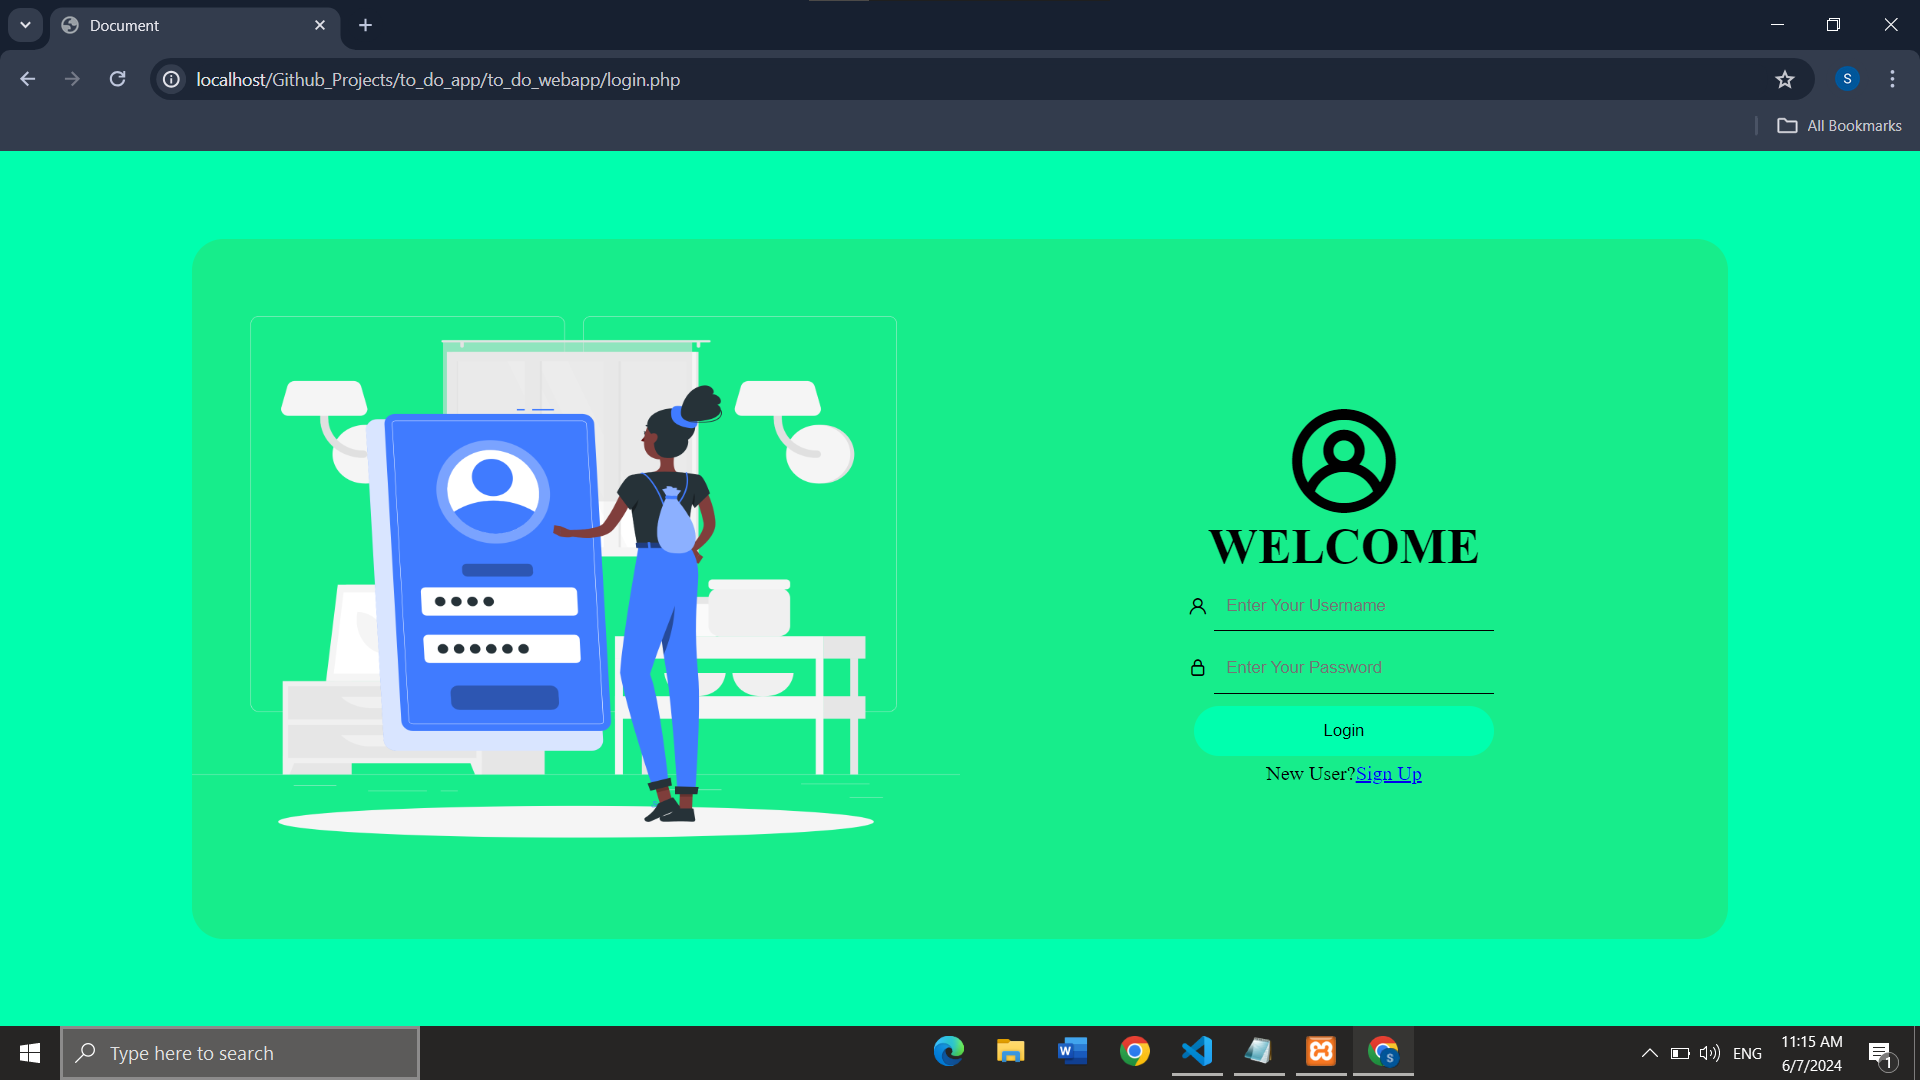 Document
localhost/Github_Projects/to_do_app/to_do_webapp/login.php
S
All Bookmarks
WELCOME
Enter Your Username
Enter Your Password
Login
New User?Sign Up
Type here to search
W
S
ENG
11:15 AM
6/7/2024
1